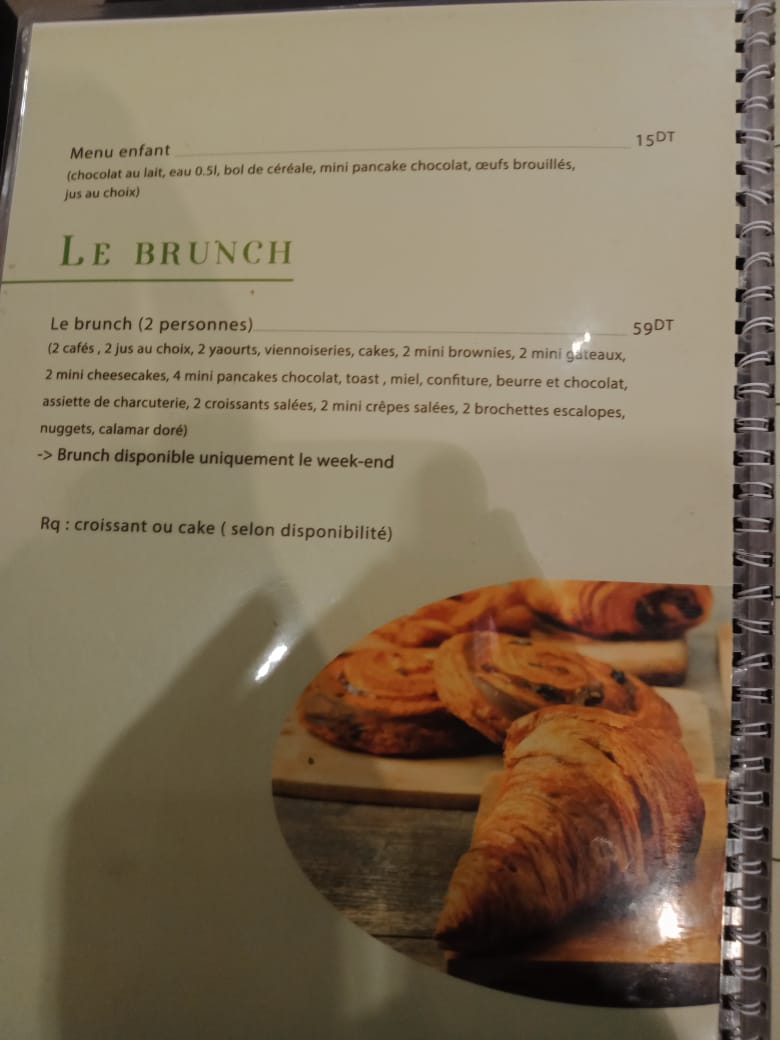 Menu enfant 15DT
(chocolat au lait, eau 0.5l, bol de céréale, mini pancake chocolat, œufs brouillés,
jus au choix)
LE BRUNCH
Le brunch (2 personnes) 59DT
(2 cafés , 2 jus au choix, 2 yaourts, viennoiseries, cakes, 2 mini brownies, 2 mini gateaux,
2 mini cheesecakes, 4 mini pancakes chocolat, toast , miel, confiture, beurre et chocolat,
assiette de charcuterie, 2 croissants salées, 2 mini crêpes salées, 2 brochettes escalopes,
nuggets, calamar doré)
-> Brunch disponible uniquement le week-end
Rq : croissant ou cake ( selon disponibilité)